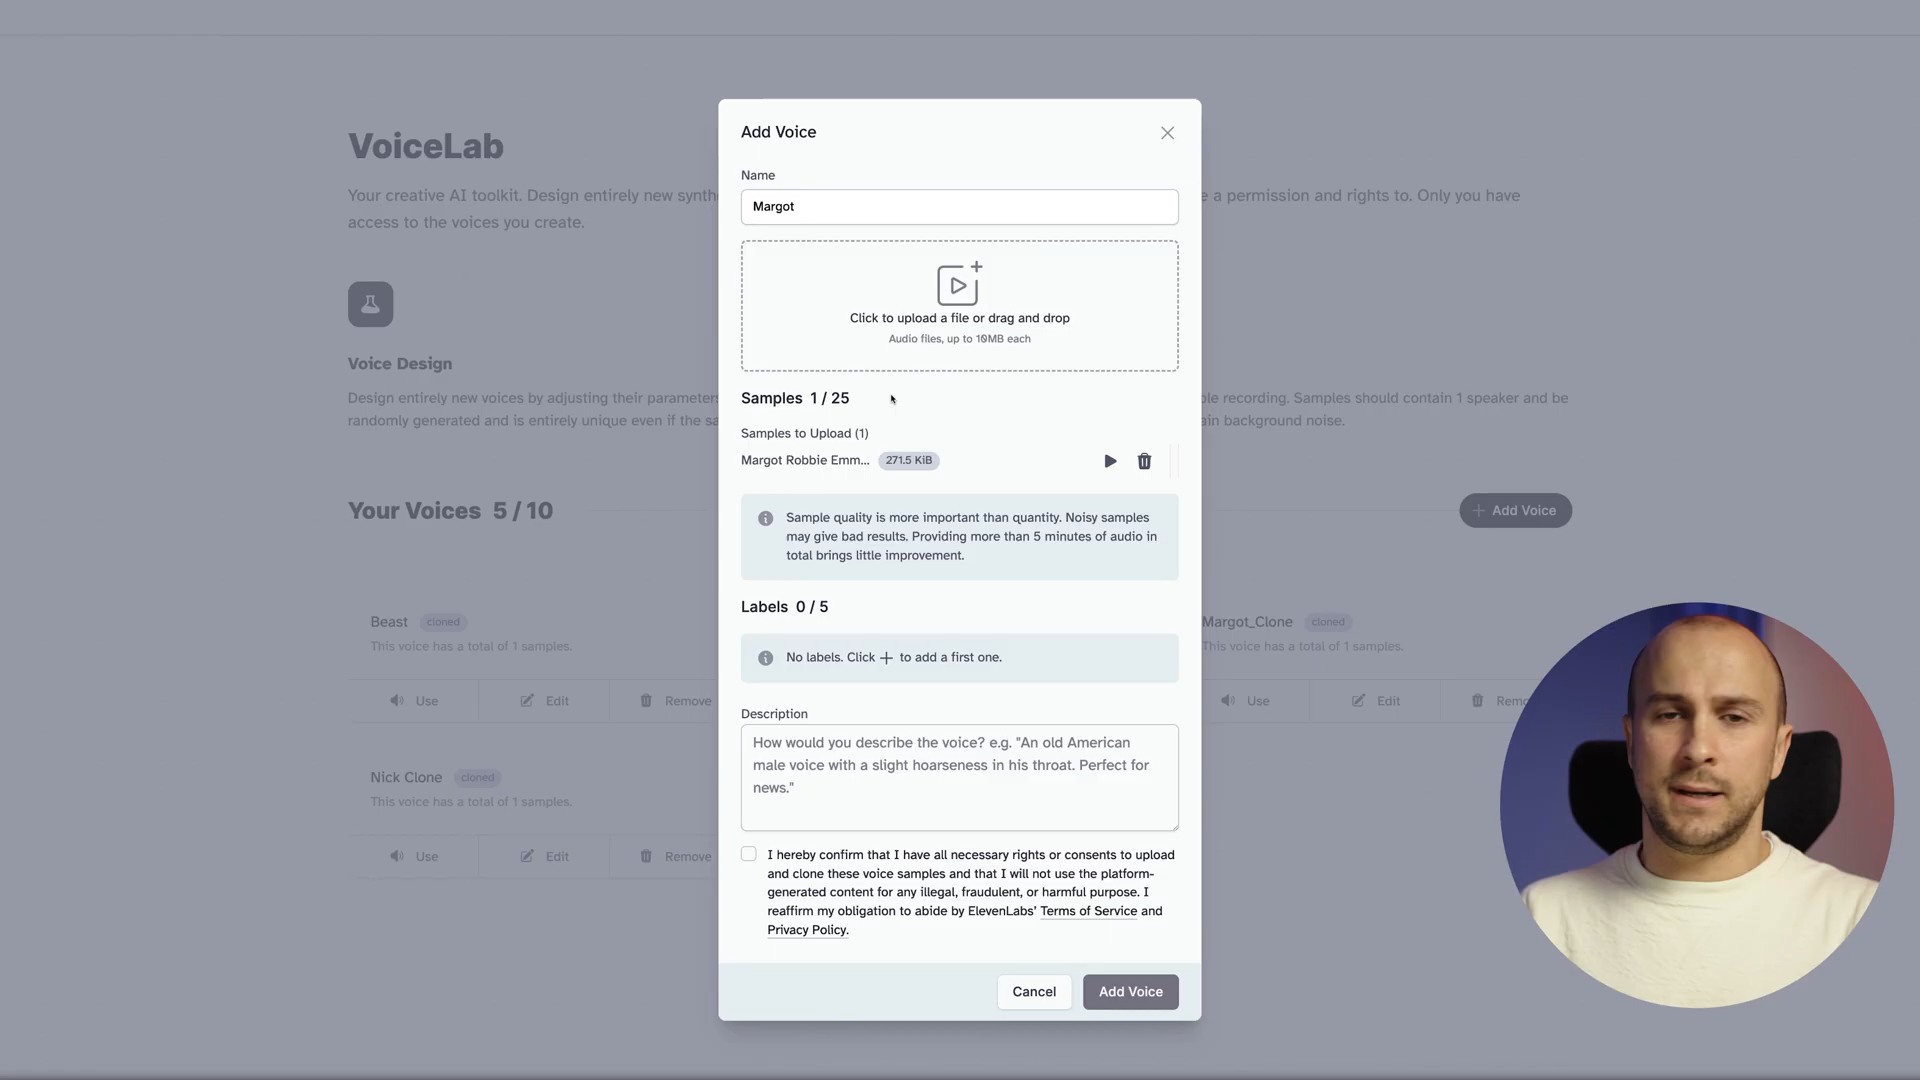 VoiceLab
Your creative AI toolkit. Design entirely new synthe
e a permission and rights to. Only you have
access to the voices you create.
Voice Design
Design entirely new voices by adjusting their parameters
ple recording. Samples should contain 1 speaker and be
randomly generated and is entirely unique even if the sa
ain background noise.
Your Voices 5 / 10
+ Add Voice
Beast cloned
This voice has a total of 1 samples.
Use Edit Remove
Margot_Clone cloned
This voice has a total of 1 samples.
Use Edit Remo
Nick Clone cloned
This voice has a total of 1 samples.
Use Edit Remove
Add Voice
Name
Margot
Click to upload a file or drag and drop
Audio files, up to 10MB each
Samples 1 / 25
Samples to Upload (1)
Margot Robbie Emm... 271.5 KiB
Sample quality is more important than quantity. Noisy samples
may give bad results. Providing more than 5 minutes of audio in
total brings little improvement.
Labels 0 / 5
No labels. Click + to add a first one.
Description
How would you describe the voice? e.g. "An old American
male voice with a slight hoarseness in his throat. Perfect for
news."
I hereby confirm that I have all necessary rights or consents to upload
and clone these voice samples and that I will not use the platform-
generated content for any illegal, fraudulent, or harmful purpose. I
reaffirm my obligation to abide by ElevenLabs' Terms of Service and
Privacy Policy.
Cancel Add Voice